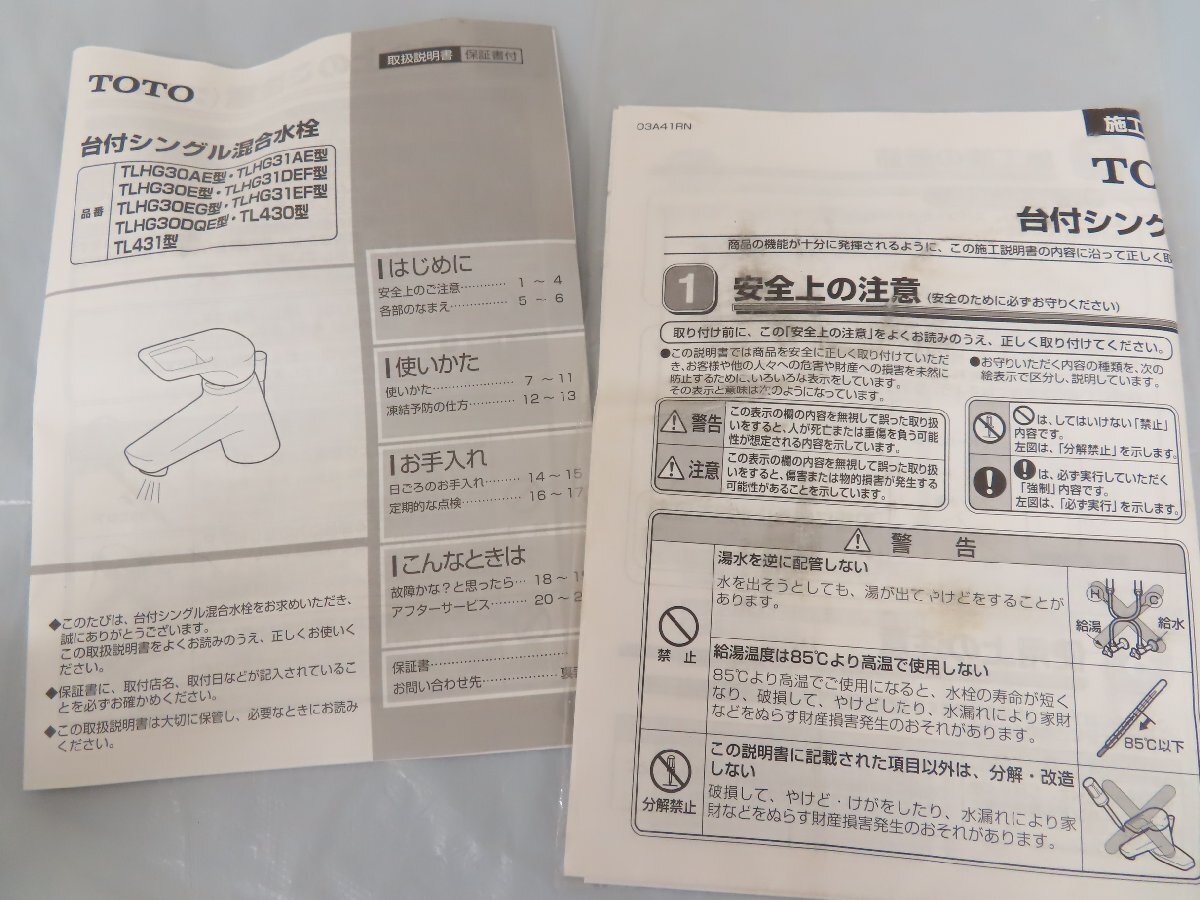 TOTO
取扱説明書 保証書付
台付シングル混合水栓
品番
TLHG30AE型・TLHG31AE型
TLHG30E型・TLHG31DEF型
TLHG30EG型・TLHG31EF型
TLHG30DQE型・TL430型
TL431型
はじめに
安全上のご注意………… 1 ～ 4
各部のなまえ…………… 5 ～ 6
使いかた
使いかた………………… 7 ～ 11
凍結予防の仕方………… 12 ～ 13
お手入れ
日ごろのお手入れ……… 14 ～ 15
定期的な点検…………… 16 ～ 17
こんなときは
故障かな？と思ったら… 18 ～
アフターサービス……… 20 ～
保証書……………………
お問い合わせ先…………
◆このたびは、台付シングル混合水栓をお求めいただき、
誠にありがとうございます。
この取扱説明書をよくお読みのうえ、正しくお使いく
ださい。
◆保証書に、取付店名、取付日などが記入されているこ
とを必ずお確かめください。
◆この取扱説明書は大切に保管し、必要なときにお読み
ください。
03A41RN
施工
TO
台付シング
商品の機能が十分に発揮されるように、この施工説明書の内容に沿って正しく取
1 安全上の注意 (安全のために必ずお守りください)
取り付け前に、この「安全上の注意」をよくお読みのうえ、正しく取り付けてください。
●この説明書では商品を安全に正しく取り付けていただ
き、お客様や他の人々への危害や財産への損害を未然に
防止するために、いろいろな表示をしています。
その表示と意味は次のようになっています。
●お守りいただく内容の種類を、次の
絵表示で区分し、説明しています。
警告
この表示の欄の内容を無視して誤った取り扱
いをすると、人が死亡または重傷を負う可能
性が想定される内容を示しています。
注意
この表示の欄の内容を無視して誤った取り扱
いをすると、傷害または物的損害が発生する
可能性があることを示しています。
は、してはいけない「禁止」
内容です。
左図は、「分解禁止」を示します。
は、必ず実行していただく
「強制」内容です。
左図は、「必ず実行」を示します。
警 告
禁 止
湯水を逆に配管しない
水を出そうとしても、湯が出てやけどをすることが
あります。
H C
給湯 給水
給湯温度は85℃より高温で使用しない
85℃より高温でご使用になると、水栓の寿命が短く
なり、破損して、やけどしたり、水漏れにより家財
などをぬらす財産損害発生のおそれがあります。
85℃以下
分解禁止
この説明書に記載された項目以外は、分解・改造
しない
破損して、やけど・けがをしたり、水漏れにより家
財などをぬらす財産損害発生のおそれがあります。